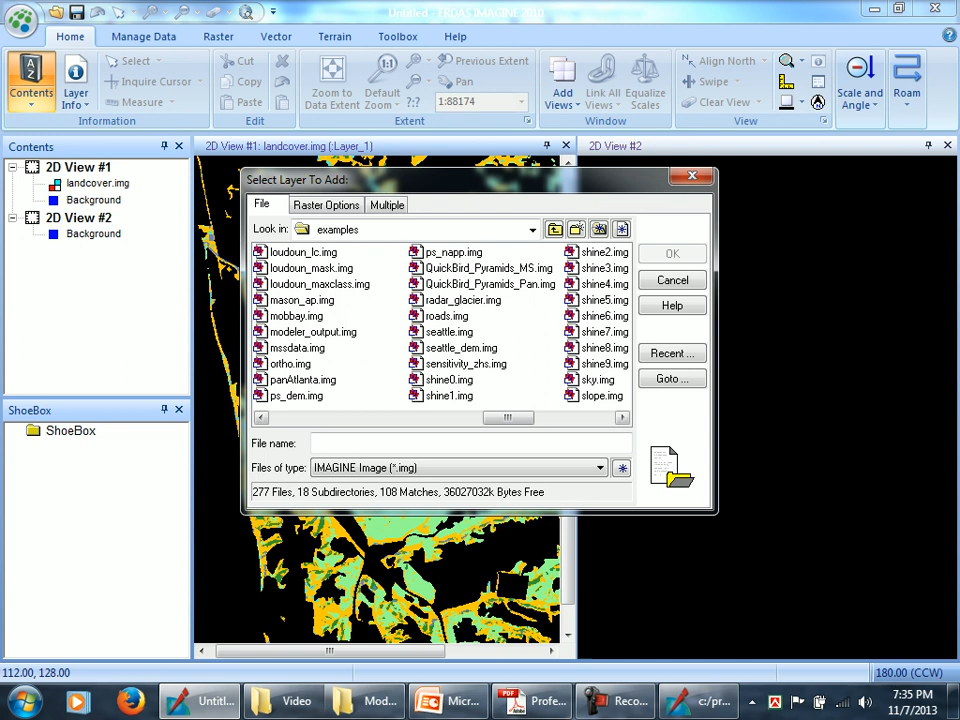 Untitled - ERDAS IMAGINE 2010
Home Manage Data Raster Vector Terrain Toolbox Help
Contents
Layer Info
Select
Inquire Cursor
Measure
Information
Cut
Copy
Paste
Edit
Zoom to Data Extent
Default Zoom
?:?
Previous Extent
Pan
1:88174
Extent
Add Views
Link All Views
Equalize Scales
Window
Align North
Swipe
Clear View
View
Scale and Angle
Roam
Contents
2D View #1
landcover.img
Background
2D View #2
Background
ShoeBox
ShoeBox
2D View #1: landcover.img (:Layer_1)
2D View #2
Select Layer To Add:
File Raster Options Multiple
Look in: examples
loudoun_lc.img ps_napp.img shine2.img
loudoun_mask.img QuickBird_Pyramids_MS.img shine3.img
loudoun_maxclass.img QuickBird_Pyramids_Pan.img shine4.img
mason_ap.img radar_glacier.img shine5.img
mobbay.img roads.img shine6.img
modeler_output.img seattle.img shine7.img
mssdata.img seattle_dem.img shine8.img
ortho.img sensitivity_zhs.img shine9.img
panAtlanta.img shine0.img sky.img
ps_dem.img shine1.img slope.img
OK
Cancel
Help
Recent ...
Goto ...
File name:
Files of type: IMAGINE Image (*.img)
277 Files, 18 Subdirectories, 108 Matches, 36027032k Bytes Free
112.00, 128.00
180.00 (CCW)
Untitl... Video Mod... Micr... Profe... Reco... c:/pr...
7:35 PM
11/7/2013